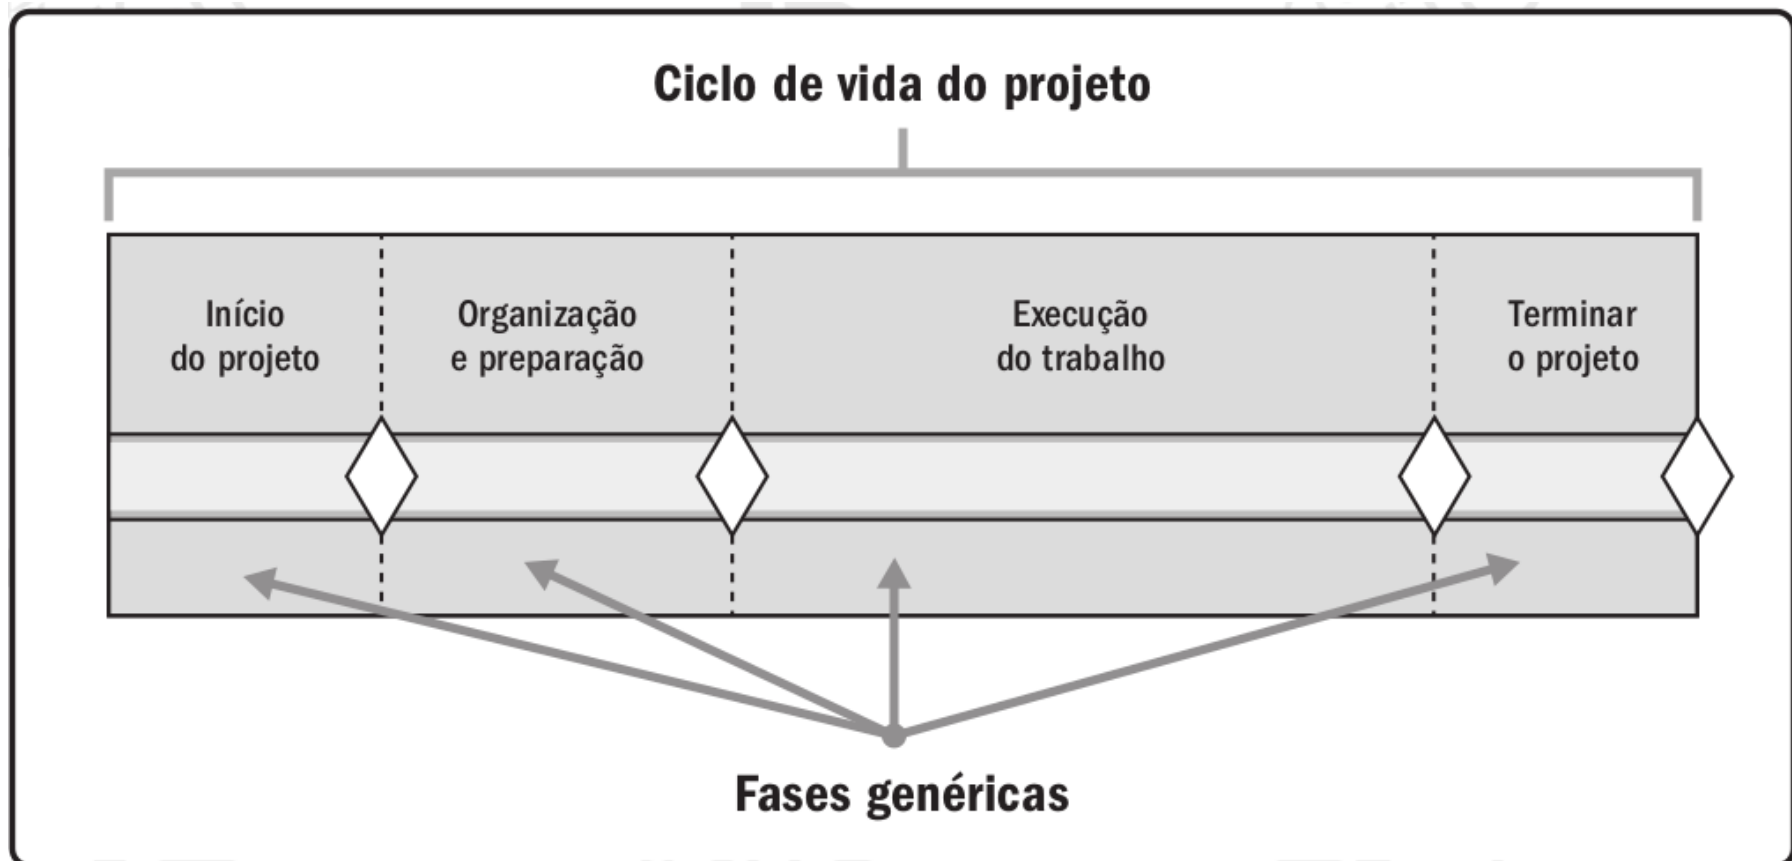 Ciclo de vida do projeto
Início
do projeto
Organização
e preparação
Execução
do trabalho
Terminar
o projeto
Fases genéricas